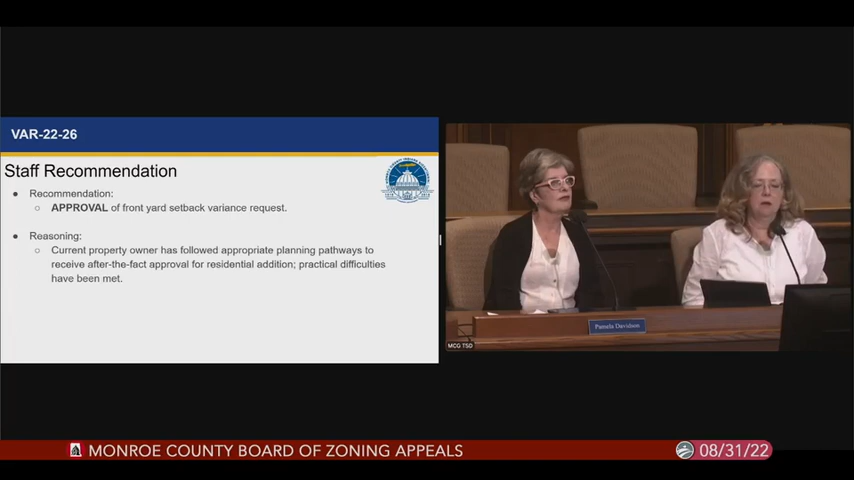 VAR-22-26
Staff Recommendation
● Recommendation:
○ APPROVAL of front yard setback variance request.
● Reasoning:
○ Current property owner has followed appropriate planning pathways to
receive after-the-fact approval for residential addition; practical difficulties
have been met.
Pamela Davidson
MCG TSD
MONROE COUNTY BOARD OF ZONING APPEALS
08/31/22